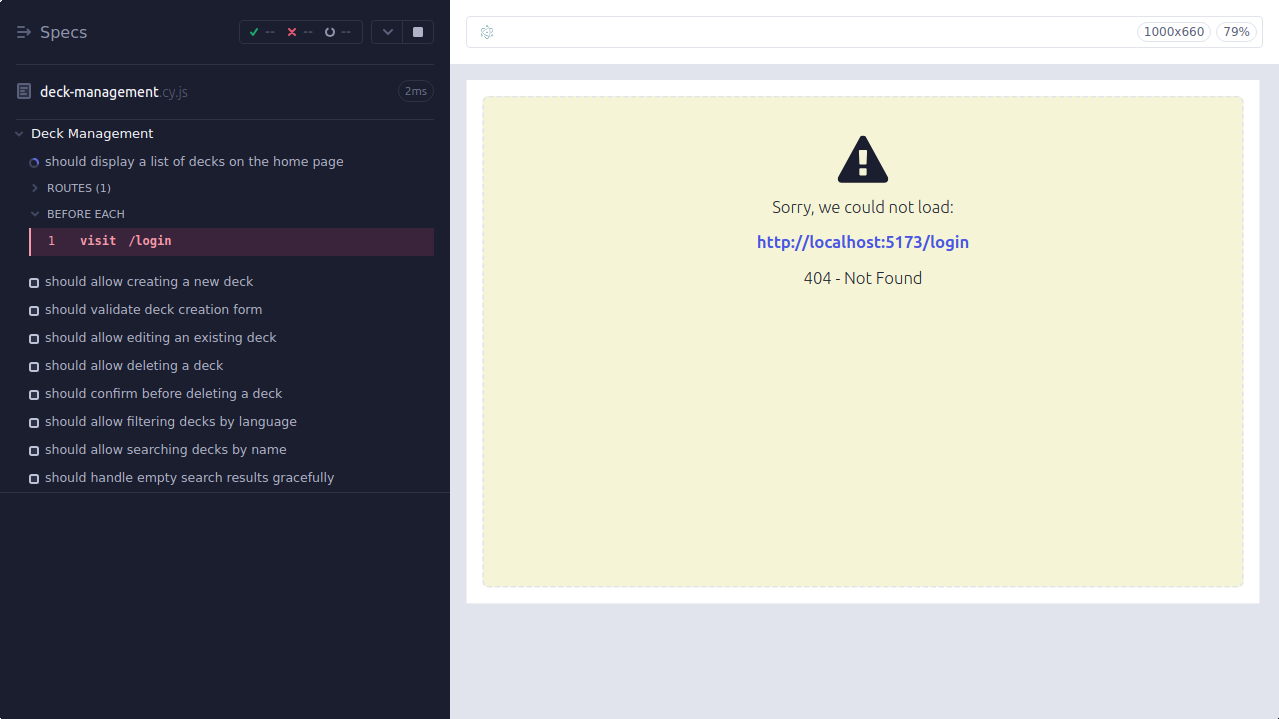 Specs
--
--
--
1000x660
79%
deck-management.cy.js
2ms
Deck Management
should display a list of decks on the home page
ROUTES (1)
BEFORE EACH
1 visit /login
should allow creating a new deck
should validate deck creation form
should allow editing an existing deck
should allow deleting a deck
should confirm before deleting a deck
should allow filtering decks by language
should allow searching decks by name
should handle empty search results gracefully
Sorry, we could not load:
http://localhost:5173/login
404 - Not Found